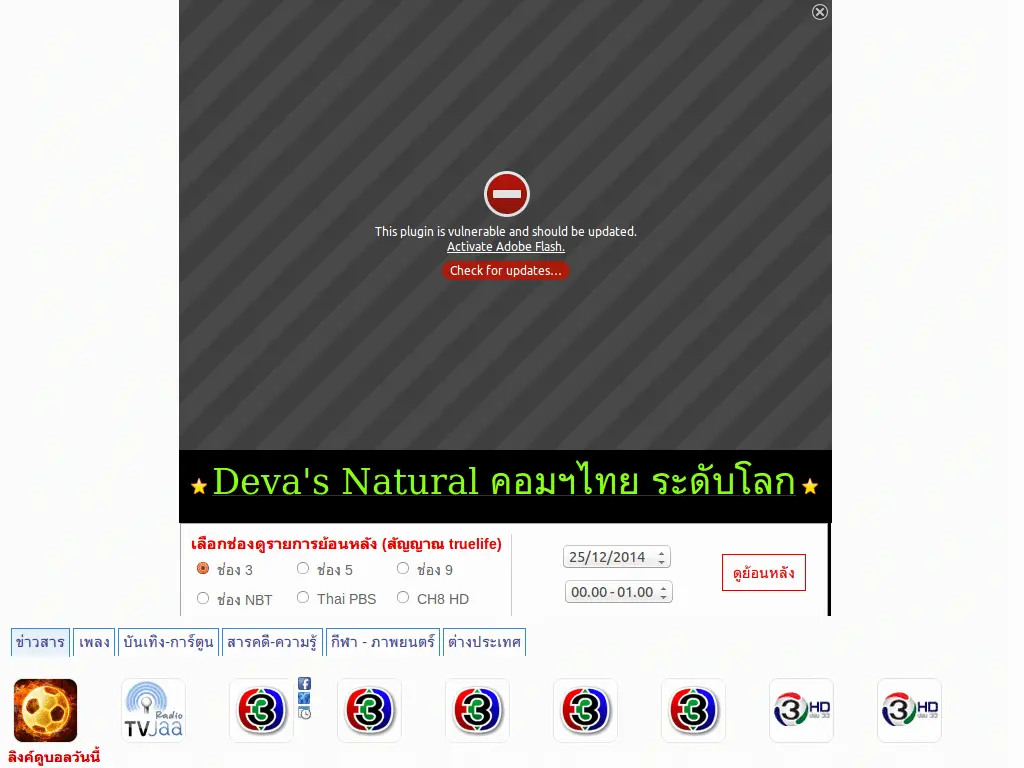 This plugin is vulnerable and should be updated.
Activate Adobe Flash.
Check for updates...
Deva's Natural คอมฯไทย ระดับโลก
เลือกช่องดูรายการย้อนหลัง (สัญญาณ truelife)
ช่อง 3 ช่อง 5 ช่อง 9
ช่อง NBT Thai PBS CH8 HD
25/12/2014
00.00 - 01.00
ดูย้อนหลัง
ข่าวสาร เพลง บันเทิง-การ์ตูน สารคดี-ความรู้ กีฬา - ภาพยนตร์ ต่างประเทศ
Radio
TVJaa
3 3 3 3 3 3 HD 3 HD
ลิงค์ดูบอลวันนี้